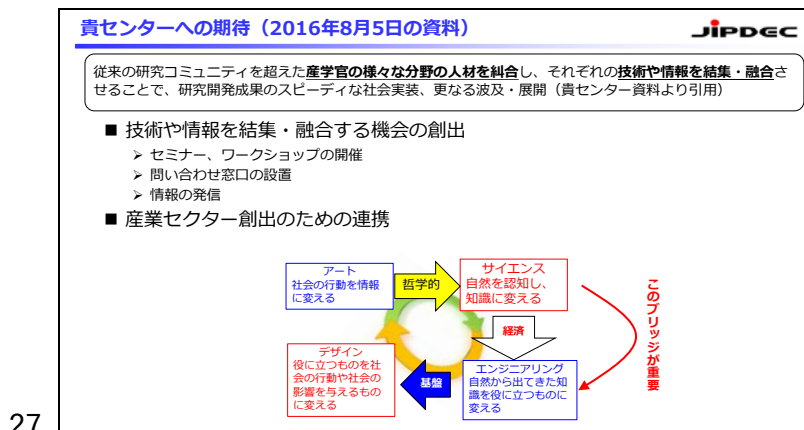 貴センターへの期待（2016年8月5日の資料）
JIPDEC
従来の研究コミュニティを超えた産学官の様々な分野の人材を糾合し、それぞれの技術や情報を結集・融合さ
せることで、研究開発成果のスピーディな社会実装、更なる波及・展開（貴センター資料より引用）
■ 技術や情報を結集・融合する機会の創出
➢ セミナー、ワークショップの開催
➢ 問い合わせ窓口の設置
➢ 情報の発信
■ 産業セクター創出のための連携
アート
社会の行動を情報
に変える
哲学的
サイエンス
自然を認知し、
知識に変える
経済
このブリッジが重要
デザイン
役に立つものを社
会の行動や社会の
影響を与えるもの
に変える
基盤
エンジニアリング
自然から出てきた知
識を役に立つものに
変える
27